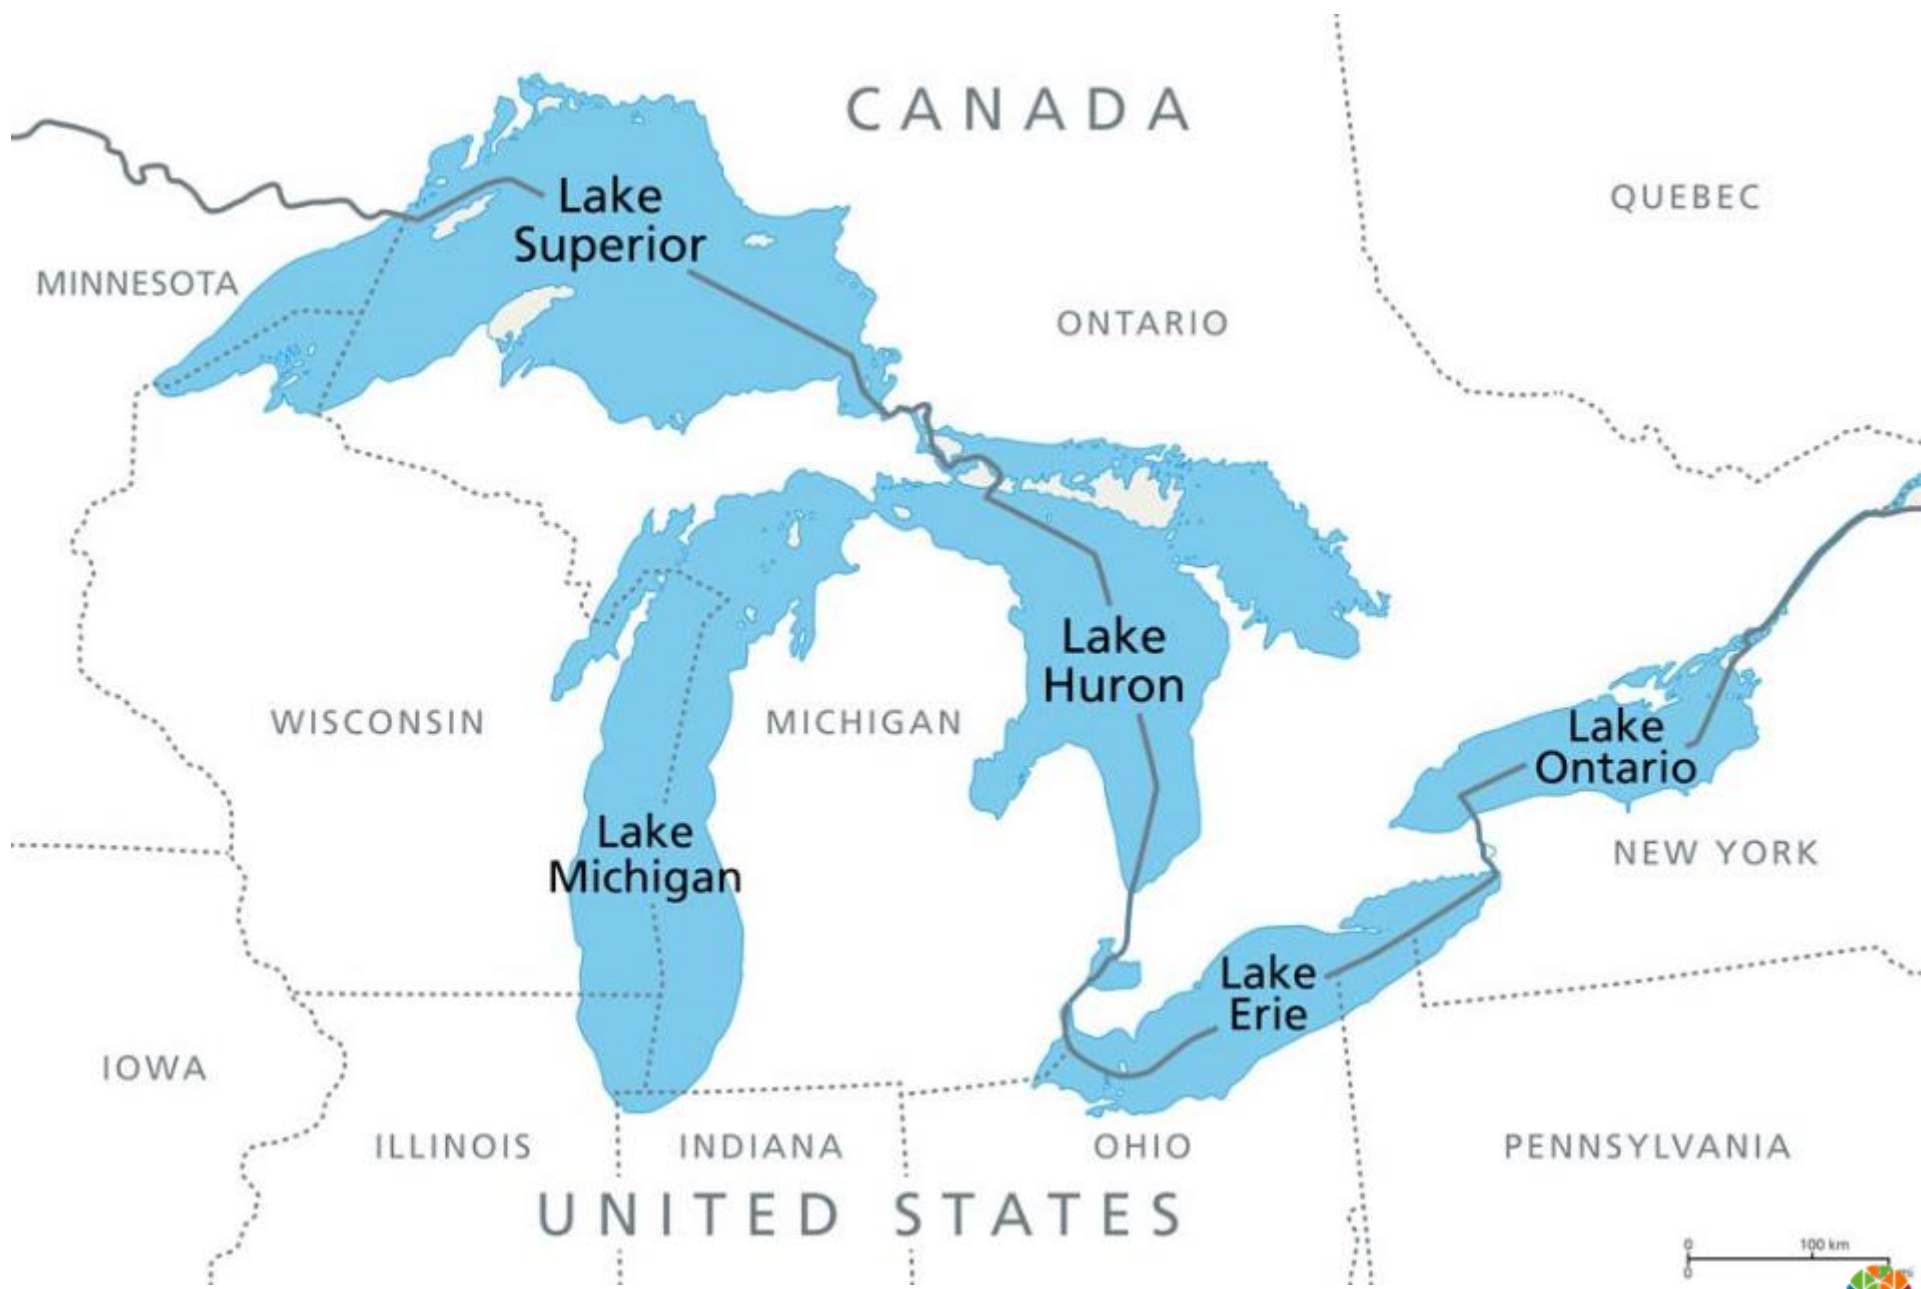 CANADA
QUEBEC
Lake
Superior
MINNESOTA
ONTARIO
Lake
Huron
WISCONSIN
MICHIGAN
Lake
Ontario
Lake
Michigan
NEW YORK
Lake
Erie
IOWA
ILLINOIS
INDIANA
OHIO
PENNSYLVANIA
UNITED STATES
0
100 km
0